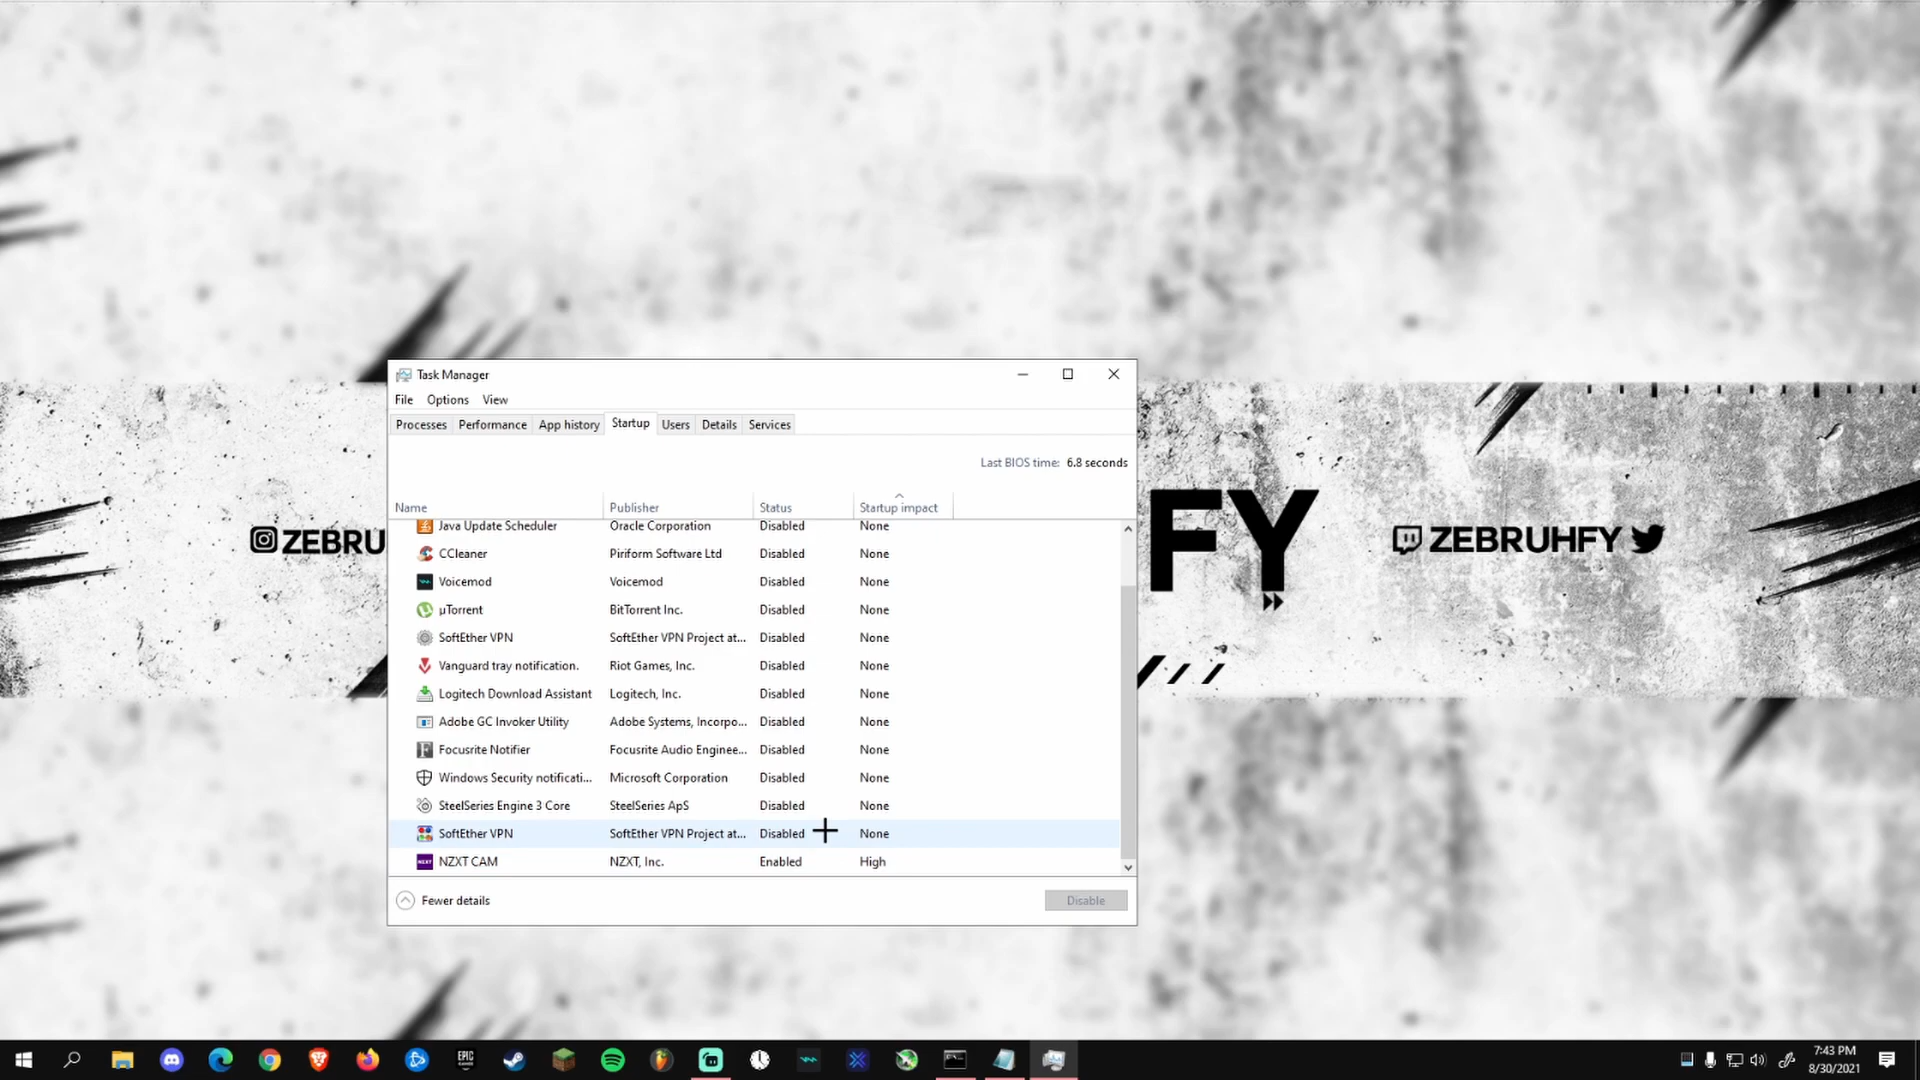 Task Manager
File Options View
Processes Performance App history Startup Users Details Services
Last BIOS time: 6.8 seconds
Name Publisher Status Startup impact
Java Update Scheduler Oracle Corporation Disabled None
CCleaner Piriform Software Ltd Disabled None
Voicemod Voicemod Disabled None
µTorrent BitTorrent Inc. Disabled None
SoftEther VPN SoftEther VPN Project at... Disabled None
Vanguard tray notification. Riot Games, Inc. Disabled None
Logitech Download Assistant Logitech, Inc. Disabled None
Adobe GC Invoker Utility Adobe Systems, Incorpo... Disabled None
Focusrite Notifier Focusrite Audio Enginee... Disabled None
Windows Security notificati... Microsoft Corporation Disabled None
SteelSeries Engine 3 Core SteelSeries ApS Disabled None
SoftEther VPN SoftEther VPN Project at... Disabled None
NZXT NZXT CAM NZXT, Inc. Enabled High
Fewer details Disable
ZEBRU
FY
ZEBRUHFY
EPIC
7:43 PM
8/30/2021